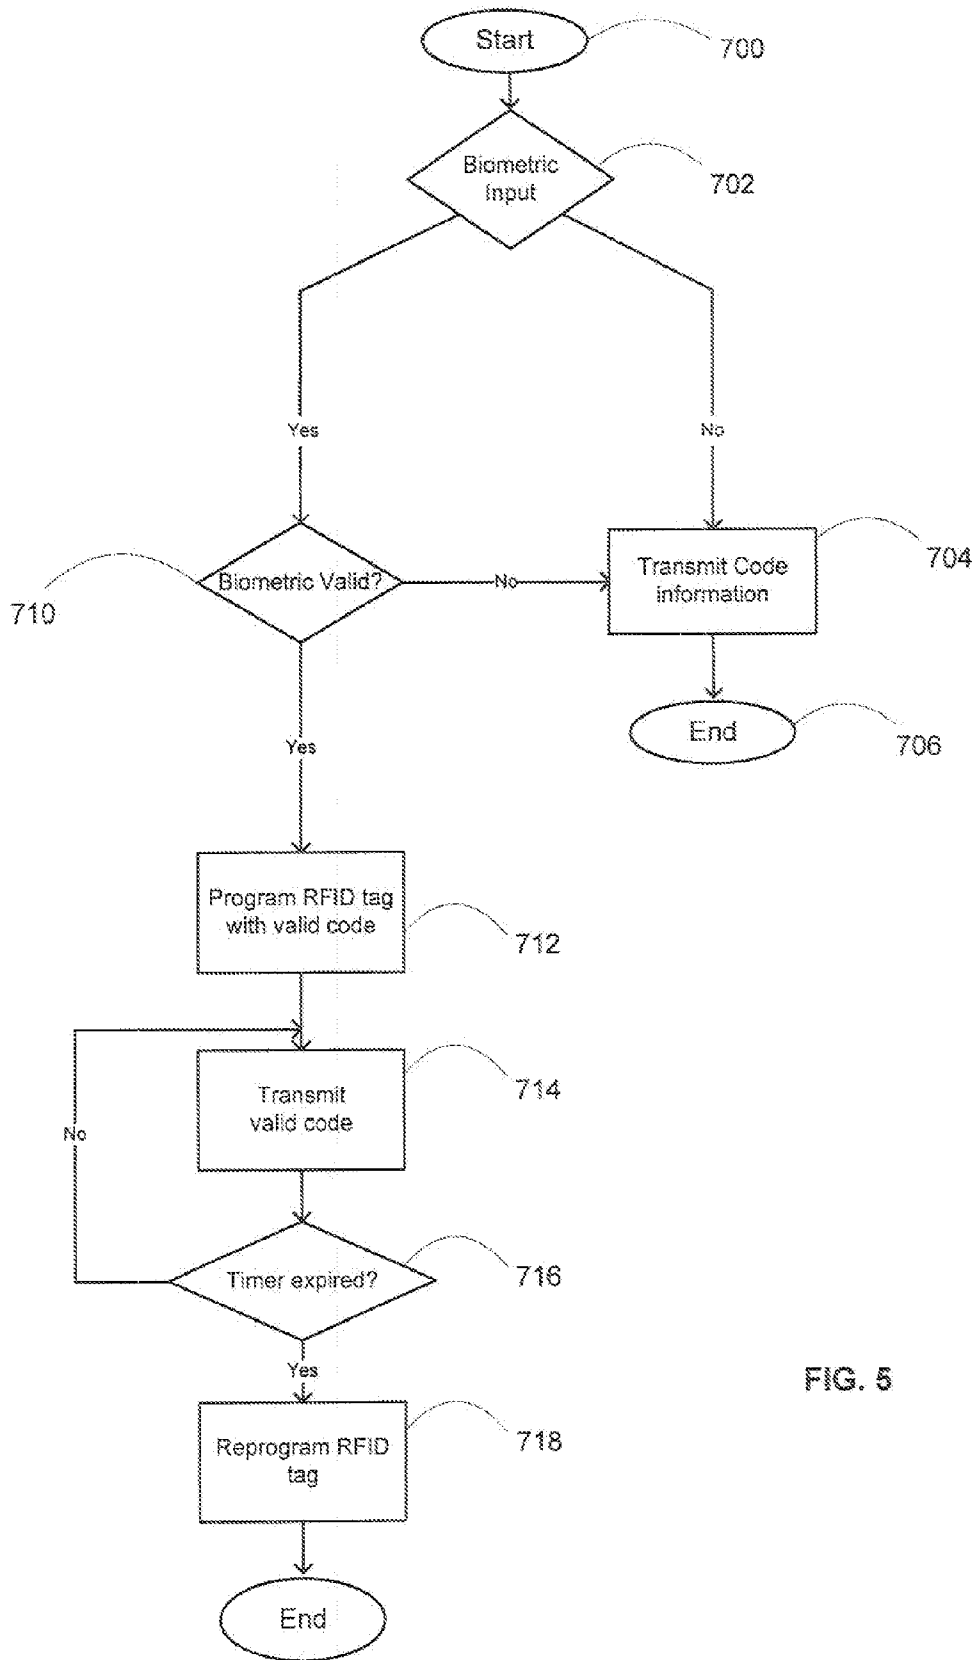 Start
700
Biometric
Input
702
Yes
No
Biometric Valid?
710
No
Transmit Code
information
704
End
706
Yes
Program RFID tag
with valid code
712
Transmit
valid code
714
No
Timer expired?
716
Yes
Reprogram RFID
tag
718
End
FIG. 5